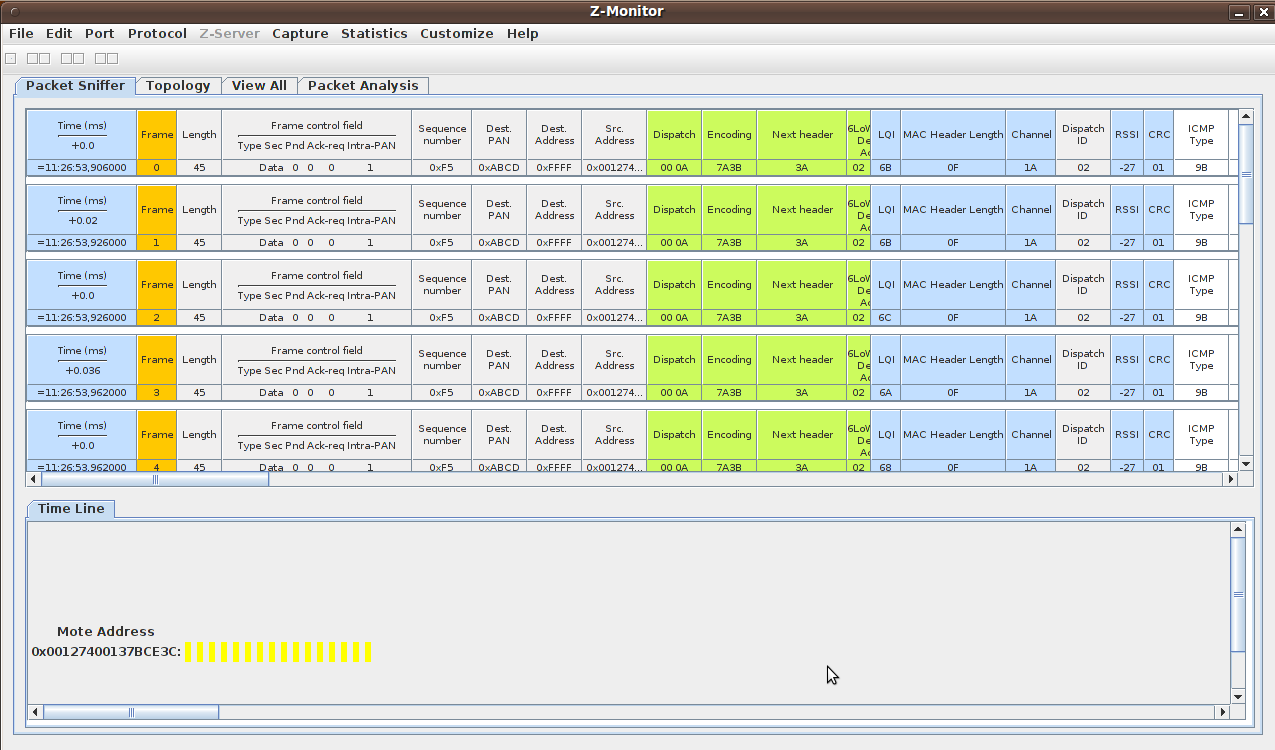 Z-Monitor
File Edit Port Protocol Z-Server Capture Statistics Customize Help
Packet Sniffer Topology View All Packet Analysis
Time (ms) +0.0 Frame Length Frame control field Type Sec Pnd Ack-req Intra-PAN Sequence number Dest. PAN Dest. Address Src. Address Dispatch Encoding Next header 6LoW De Ac LQI MAC Header Length Channel Dispatch ID RSSI CRC ICMP Type
=11:26:53,906000 0 45 Data 0 0 0 1 0xF5 0xABCD 0xFFFF 0x001274... 00 0A 7A3B 3A 02 6B 0F 1A 02 -27 01 9B
Time (ms) +0.02 Frame Length Frame control field Type Sec Pnd Ack-req Intra-PAN Sequence number Dest. PAN Dest. Address Src. Address Dispatch Encoding Next header 6LoW De Ac LQI MAC Header Length Channel Dispatch ID RSSI CRC ICMP Type
=11:26:53,926000 1 45 Data 0 0 0 1 0xF5 0xABCD 0xFFFF 0x001274... 00 0A 7A3B 3A 02 6B 0F 1A 02 -27 01 9B
Time (ms) +0.0 Frame Length Frame control field Type Sec Pnd Ack-req Intra-PAN Sequence number Dest. PAN Dest. Address Src. Address Dispatch Encoding Next header 6LoW De Ac LQI MAC Header Length Channel Dispatch ID RSSI CRC ICMP Type
=11:26:53,926000 2 45 Data 0 0 0 1 0xF5 0xABCD 0xFFFF 0x001274... 00 0A 7A3B 3A 02 6C 0F 1A 02 -27 01 9B
Time (ms) +0.036 Frame Length Frame control field Type Sec Pnd Ack-req Intra-PAN Sequence number Dest. PAN Dest. Address Src. Address Dispatch Encoding Next header 6LoW De Ac LQI MAC Header Length Channel Dispatch ID RSSI CRC ICMP Type
=11:26:53,962000 3 45 Data 0 0 0 1 0xF5 0xABCD 0xFFFF 0x001274... 00 0A 7A3B 3A 02 6A 0F 1A 02 -27 01 9B
Time (ms) +0.0 Frame Length Frame control field Type Sec Pnd Ack-req Intra-PAN Sequence number Dest. PAN Dest. Address Src. Address Dispatch Encoding Next header 6LoW De Ac LQI MAC Header Length Channel Dispatch ID RSSI CRC ICMP Type
=11:26:53,962000 4 45 Data 0 0 0 1 0xF5 0xABCD 0xFFFF 0x001274... 00 0A 7A3B 3A 02 68 0F 1A 02 -27 01 9B
Time Line
Mote Address
0x00127400137BCE3C: